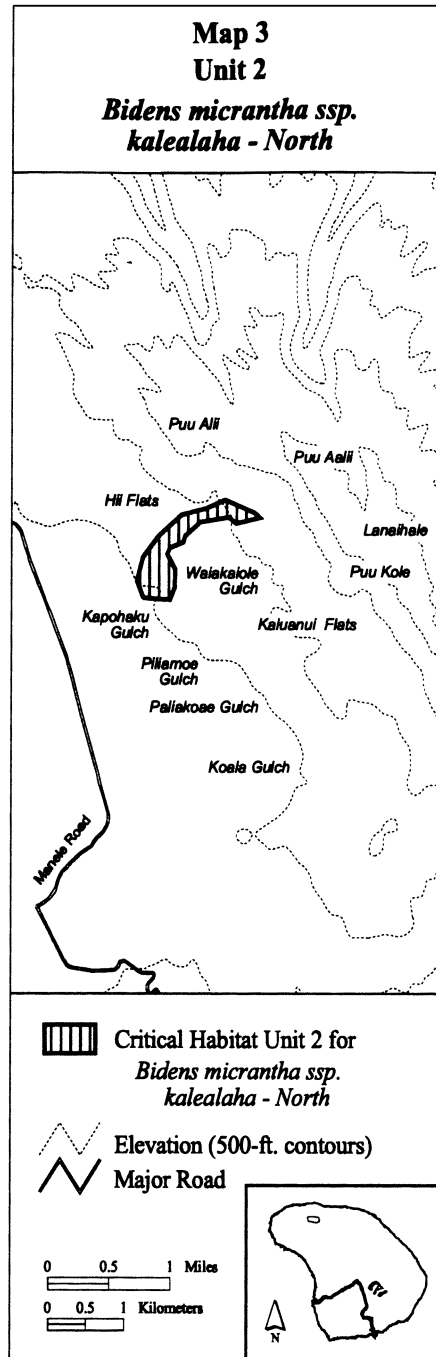 Map 3
Unit 2
Bidens micrantha ssp.
kalealaha - North
Puu Alii
Puu Aalii
Hii Flats
Lanaihale
Waiakaiole
Gulch
Puu Kole
Kapohaku
Gulch
Kaluanui Flats
Piliamoe
Gulch
Paliakoae Gulch
Koala Gulch
Manele Road
Critical Habitat Unit 2 for
Bidens micrantha ssp.
kalealaha - North
Elevation (500-ft. contours)
Major Road
0 0.5 1 Miles
0 0.5 1 Kilometers
N